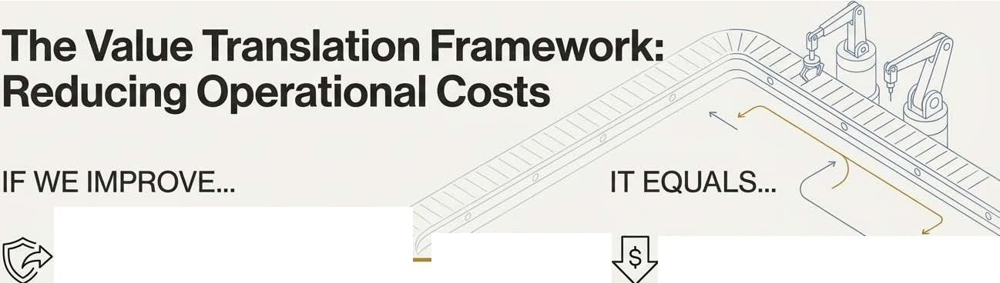 The Value Translation Framework:
Reducing Operational Costs
IF WE IMPROVE...
IT EQUALS...
$